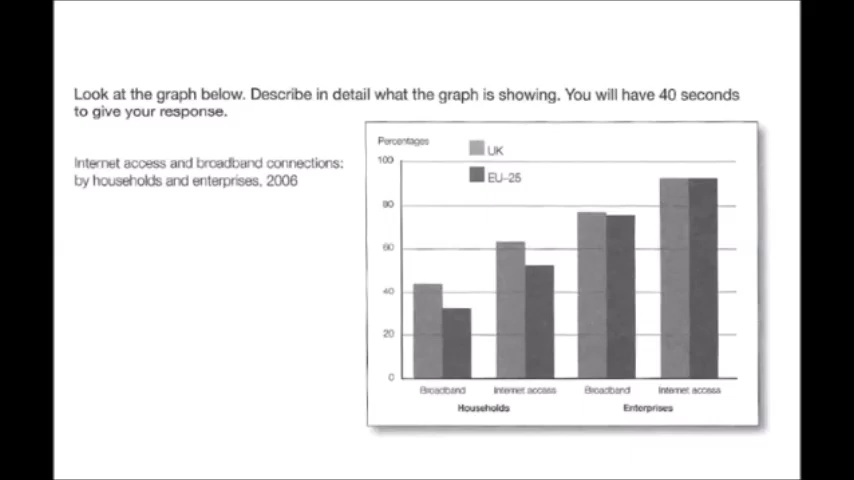 Look at the graph below. Describe in detail what the graph is showing. You will have 40 seconds
to give your response.
Internet access and broadband connections:
by households and enterprises, 2006
Percentages
UK
EU–25
100
80
60
40
20
0
Broadband
Internet access
Broadband
Internet access
Households
Enterprises